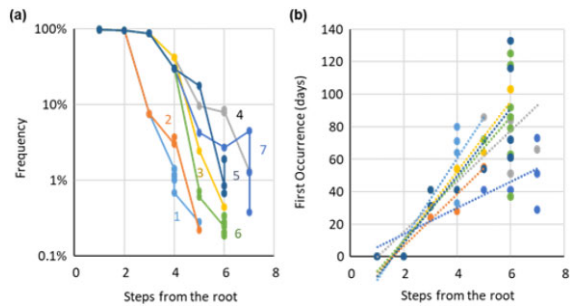 (a)
100%
10%
1%
0.1%
Frequency
0 2 4 6 8
Steps from the root
1
2
3
4
5
6
7
(b)
140
120
100
80
60
40
20
0
First Occurrence (days)
0 2 4 6 8
Steps from the root